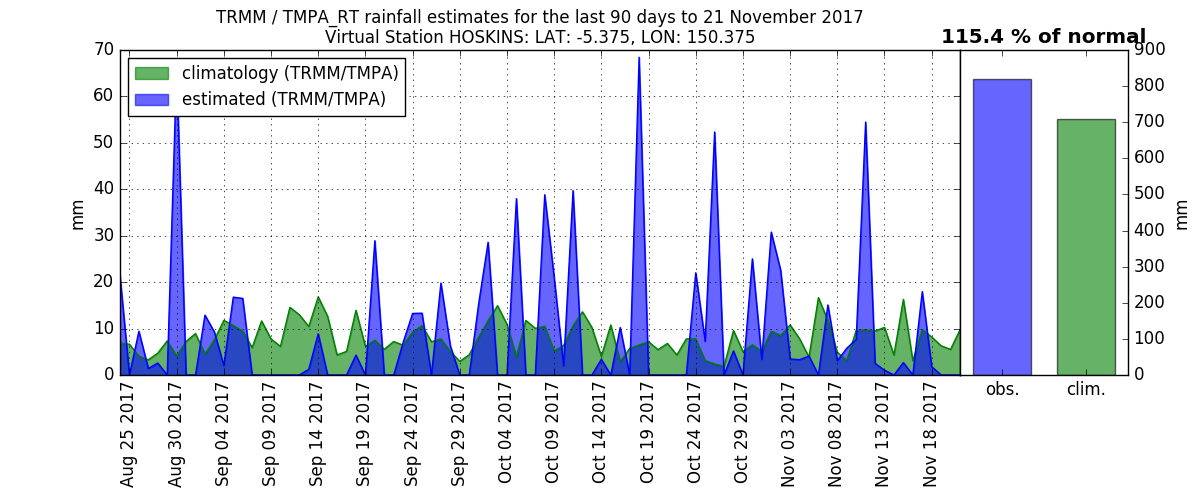 TRMM / TMPA_RT rainfall estimates for the last 90 days to 21 November 2017
Virtual Station HOSKINS: LAT: -5.375, LON: 150.375
115.4 % of normal
climatology (TRMM/TMPA)
estimated (TRMM/TMPA)
mm
70
60
50
40
30
20
10
0
Aug 25 2017
Aug 30 2017
Sep 04 2017
Sep 09 2017
Sep 14 2017
Sep 19 2017
Sep 24 2017
Sep 29 2017
Oct 04 2017
Oct 09 2017
Oct 14 2017
Oct 19 2017
Oct 24 2017
Oct 29 2017
Nov 03 2017
Nov 08 2017
Nov 13 2017
Nov 18 2017
obs.
clim.
900
800
700
600
500
400
300
200
100
0
mm